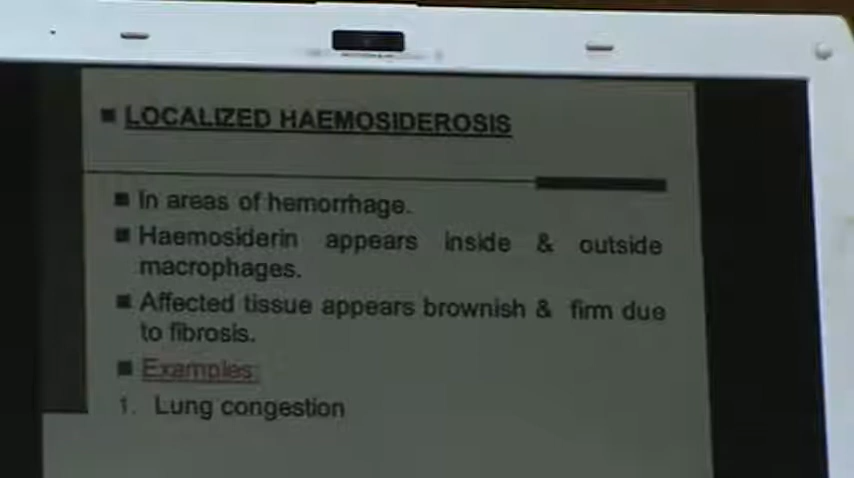 LOCALIZED HAEMOSIDEROSIS
In areas of hemorrhage.
Haemosiderin appears inside & outside
macrophages.
Affected tissue appears brownish & firm due
to fibrosis.
Examples:
1. Lung congestion